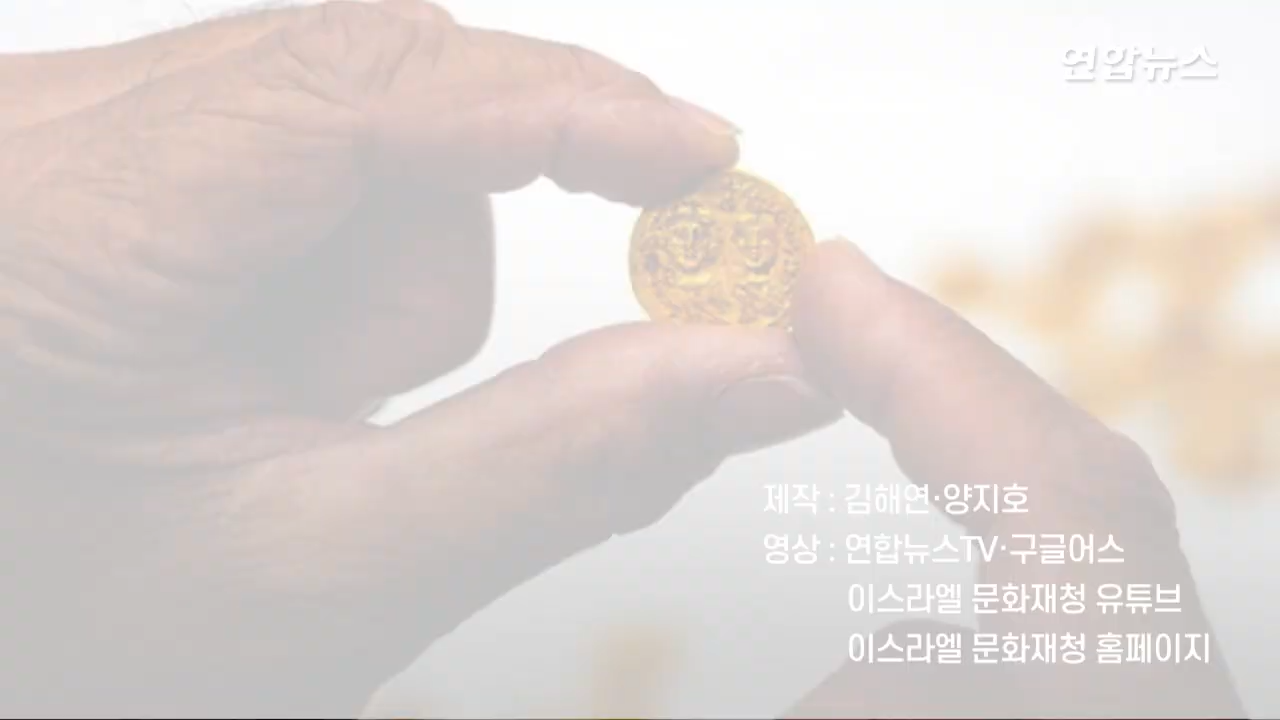 연합뉴스
제작 : 김해연·양지호
영상 : 연합뉴스TV·구글어스
이스라엘 문화재청 유튜브
이스라엘 문화재청 홈페이지